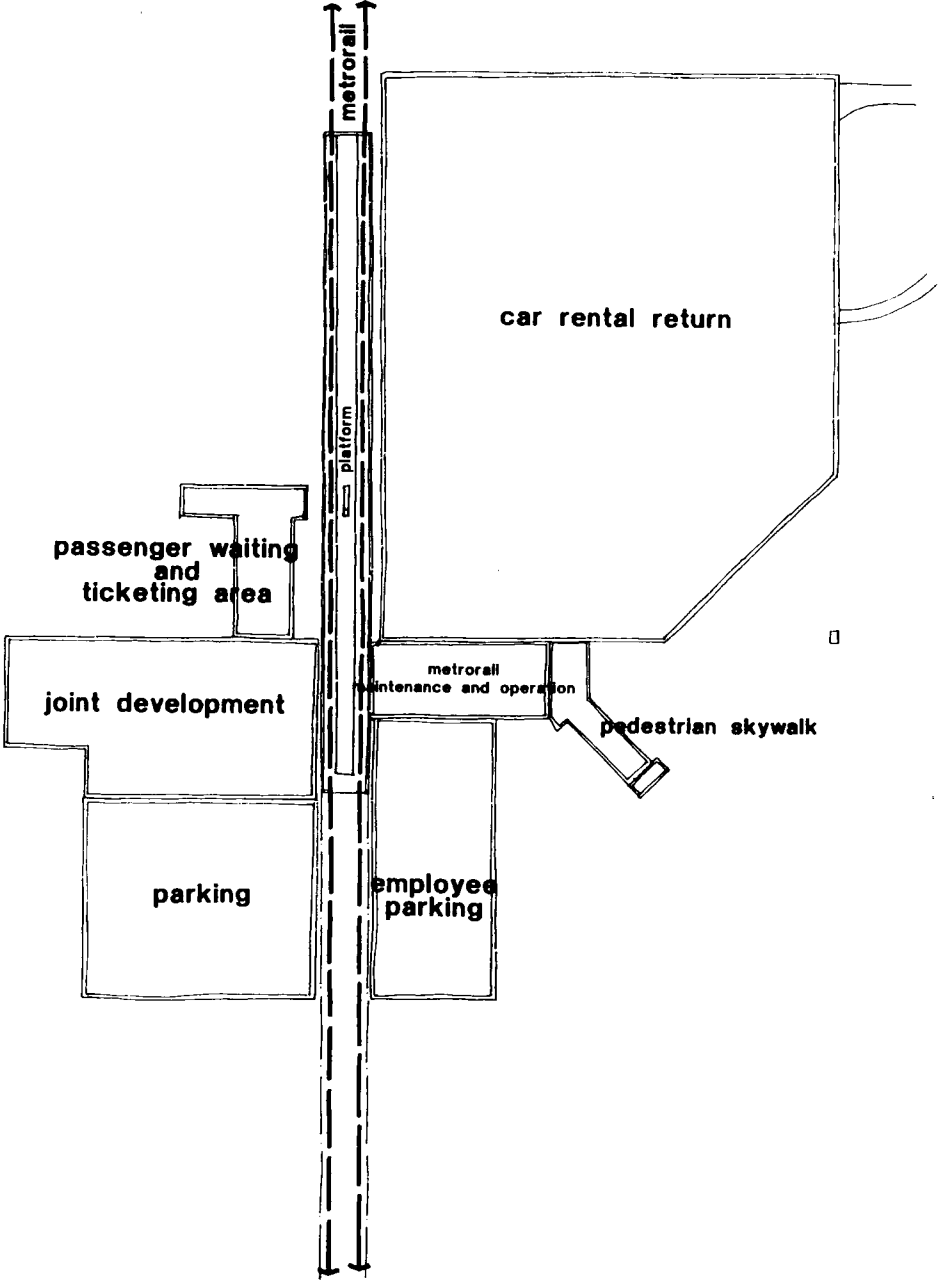 metrorail
car rental return
platform
passenger waiting
and
ticketing area
joint development
metrorail
maintenance and operation
pedestrian skywalk
parking
employee
parking